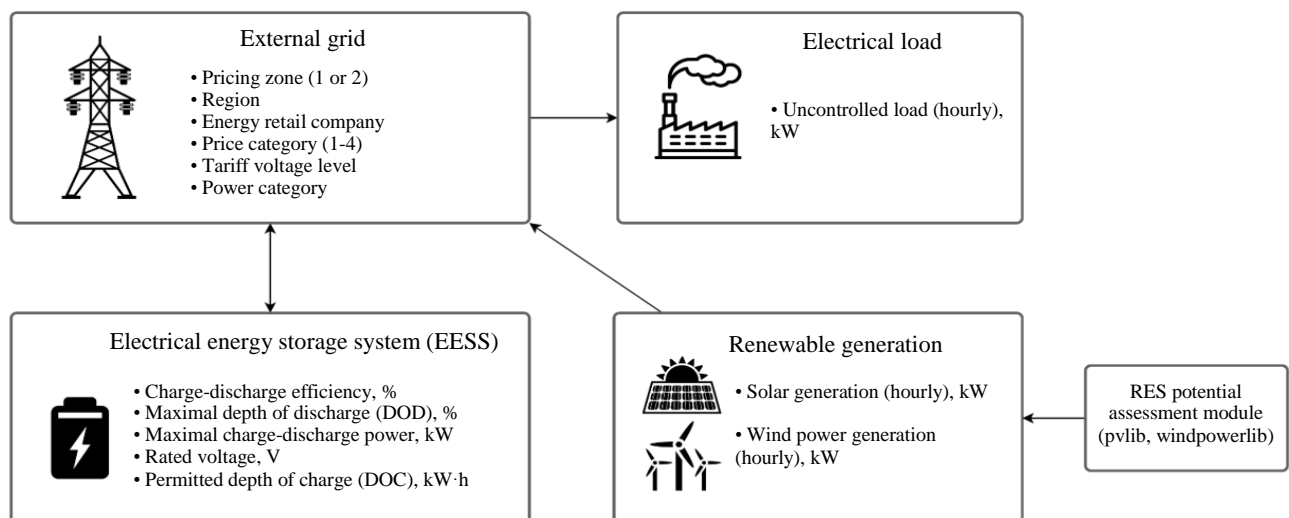 External grid
• Pricing zone (1 or 2)
• Region
• Energy retail company
• Price category (1-4)
• Tariff voltage level
• Power category
Electrical load
• Uncontrolled load (hourly),
kW
Electrical energy storage system (EESS)
• Charge-discharge efficiency, %
• Maximal depth of discharge (DOD), %
• Maximal charge-discharge power, kW
• Rated voltage, V
• Permitted depth of charge (DOC), kW·h
Renewable generation
• Solar generation (hourly), kW
• Wind power generation
(hourly), kW
RES potential
assessment module
(pvlib, windpowerlib)